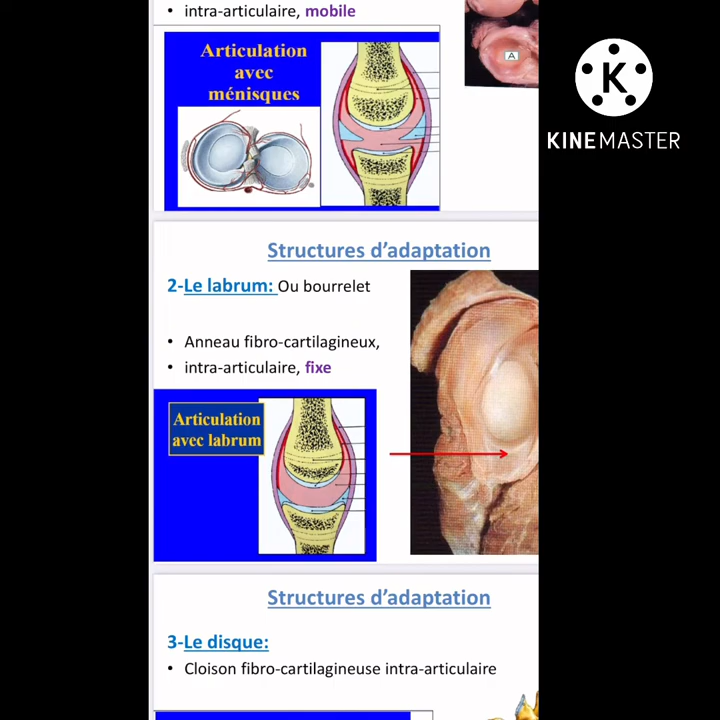 • intra-articulaire, mobile
A
Articulation
avec
ménisques
KINEMASTER
Structures d'adaptation
2-Le labrum: Ou bourrelet
• Anneau fibro-cartilagineux,
• intra-articulaire, fixe
Articulation
avec labrum
Structures d'adaptation
3-Le disque:
• Cloison fibro-cartilagineuse intra-articulaire